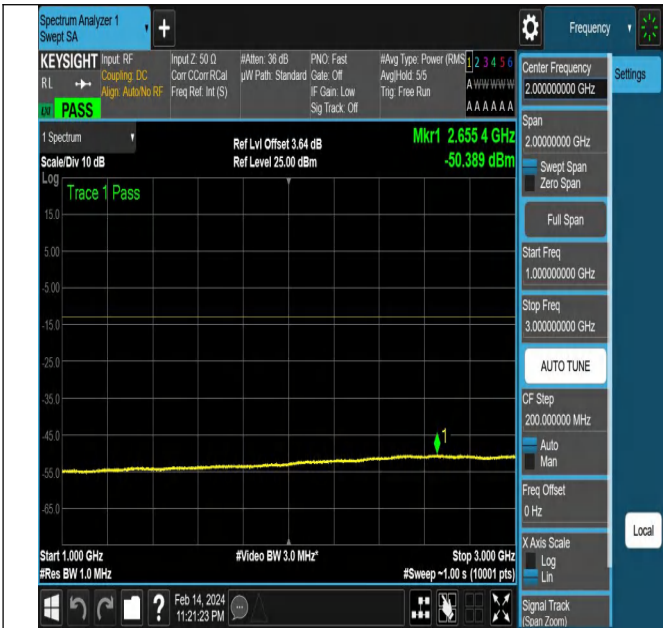 Spectrum Analyzer 1
Swept SA
+
Frequency
KEYSIGHT
RL
PASS
Input: RF
Coupling: DC
Align: Auto/No RF
Input Z: 50 Ω
Corr CCorr RCal
Freq Ref: Int (S)
#Atten: 36 dB
µW Path: Standard
PNO: Fast
Gate: Off
IF Gain: Low
Sig Track: Off
#Avg Type: Power (RMS
Avg|Hold: 5/5
Trig: Free Run
1 2 3 4 5 6
A W W W W W
A A A A A A
1 Spectrum
Scale/Div 10 dB
Ref Lvl Offset 3.64 dB
Ref Level 25.00 dBm
Mkr1 2.655 4 GHz
-50.389 dBm
Log
Trace 1 Pass
15.0
5.00
-5.00
-15.0
-25.0
-35.0
-45.0
-55.0
-65.0
1
Start 1.000 GHz
#Res BW 1.0 MHz
#Video BW 3.0 MHz*
Stop 3.000 GHz
#Sweep ~1.00 s (10001 pts)
?
Feb 14, 2024
11:21:23 PM
Center Frequency
2.000000000 GHz
Span
2.00000000 GHz
Swept Span
Zero Span
Full Span
Start Freq
1.000000000 GHz
Stop Freq
3.000000000 GHz
AUTO TUNE
CF Step
200.000000 MHz
Auto
Man
Freq Offset
0 Hz
X Axis Scale
Log
Lin
Signal Track
(Span Zoom)
Settings
Local